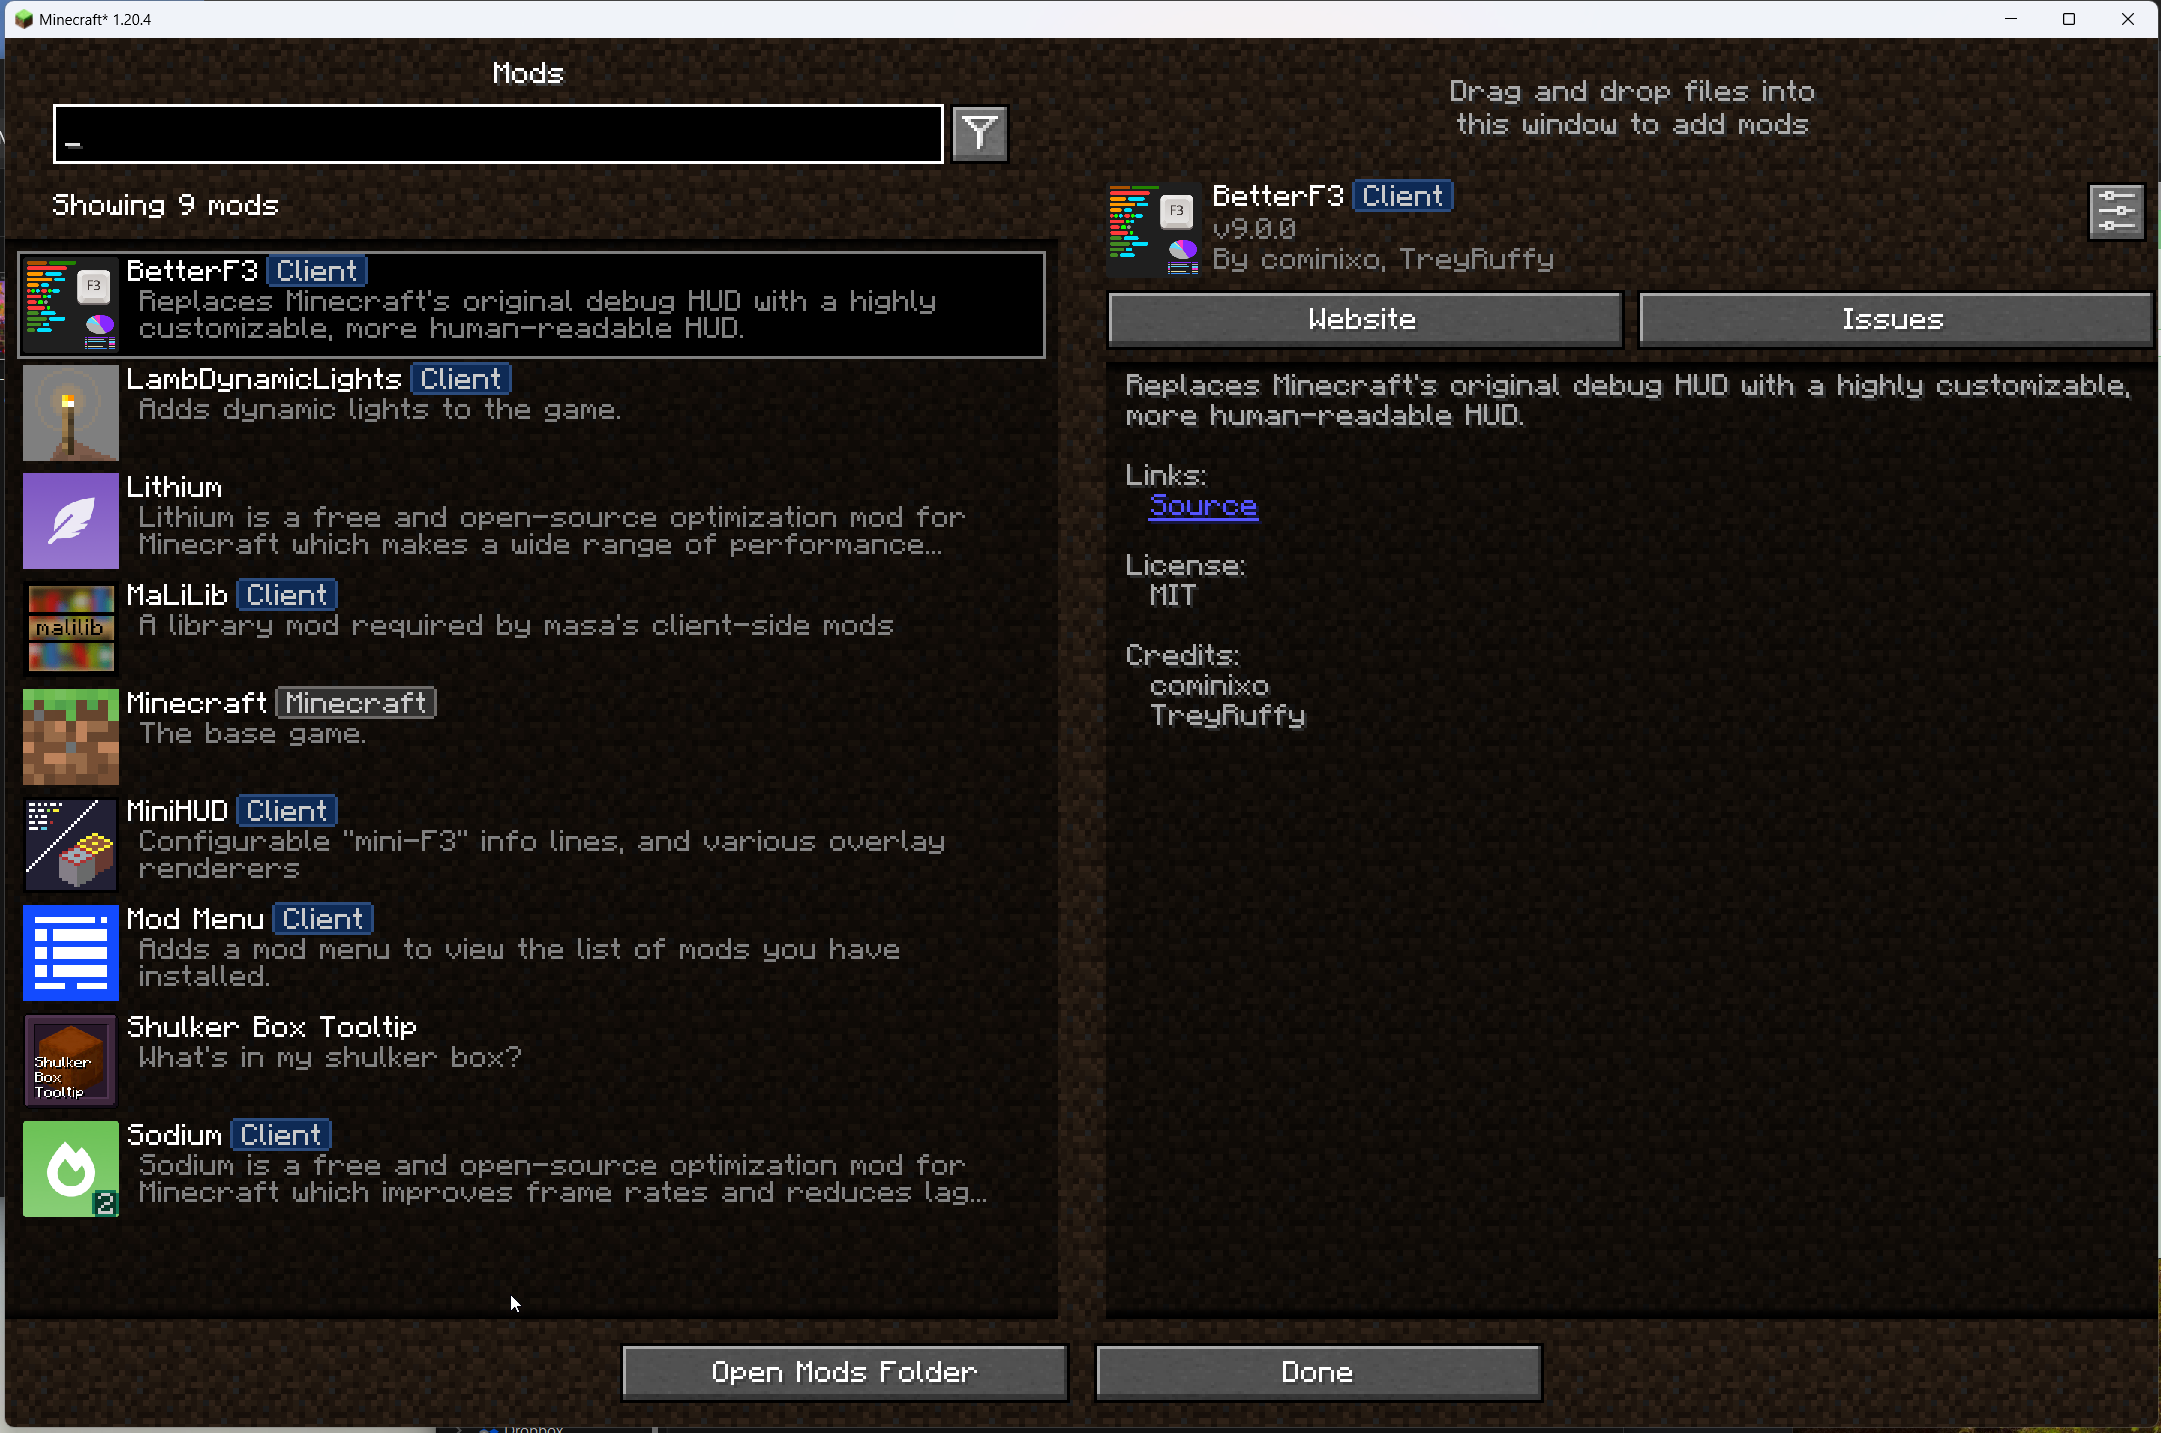 Minecraft* 1.20.4
Mods
Drag and drop files into
this window to add mods
_
Showing 9 mods
F3
BetterF3 Client
Replaces Minecraft's original debug HUD with a highly
customizable, more human-readable HUD.
LambDynamicLights Client
Adds dynamic lights to the game.
Lithium
Lithium is a free and open-source optimization mod for
Minecraft which makes a wide range of performance...
malilib
MaLiLib Client
A library mod required by masa's client-side mods
Minecraft Minecraft
The base game.
MiniHUD Client
Configurable "mini-F3" info lines, and various overlay
renderers
Mod Menu Client
Adds a mod menu to view the list of mods you have
installed.
Shulker
Box
Tooltip
Shulker Box Tooltip
What's in my shulker box?
2
Sodium Client
Sodium is a free and open-source optimization mod for
Minecraft which improves frame rates and reduces lag...
F3
BetterF3 Client
v9.0.0
By cominixo, TreyRuffy
Website
Issues
Replaces Minecraft's original debug HUD with a highly customizable,
more human-readable HUD.
Links:
Source
License:
MIT
Credits:
cominixo
TreyRuffy
Open Mods Folder
Done
Dropbox